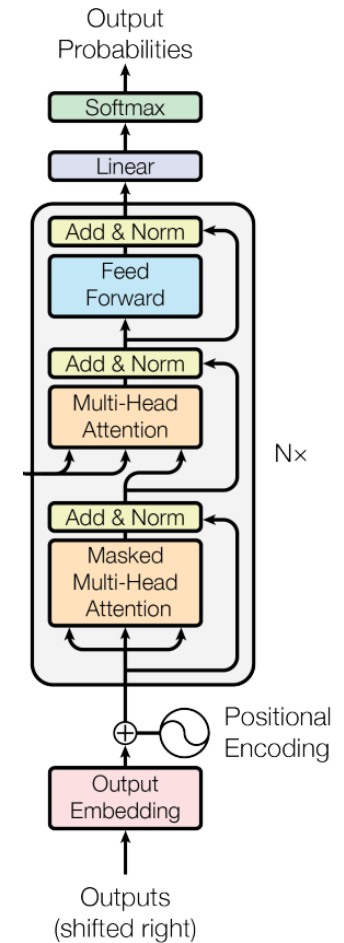 Output
Probabilities
Softmax
Linear
Add & Norm
Feed
Forward
Add & Norm
Multi-Head
Attention
N×
Add & Norm
Masked
Multi-Head
Attention
Positional
Encoding
Output
Embedding
Outputs
(shifted right)